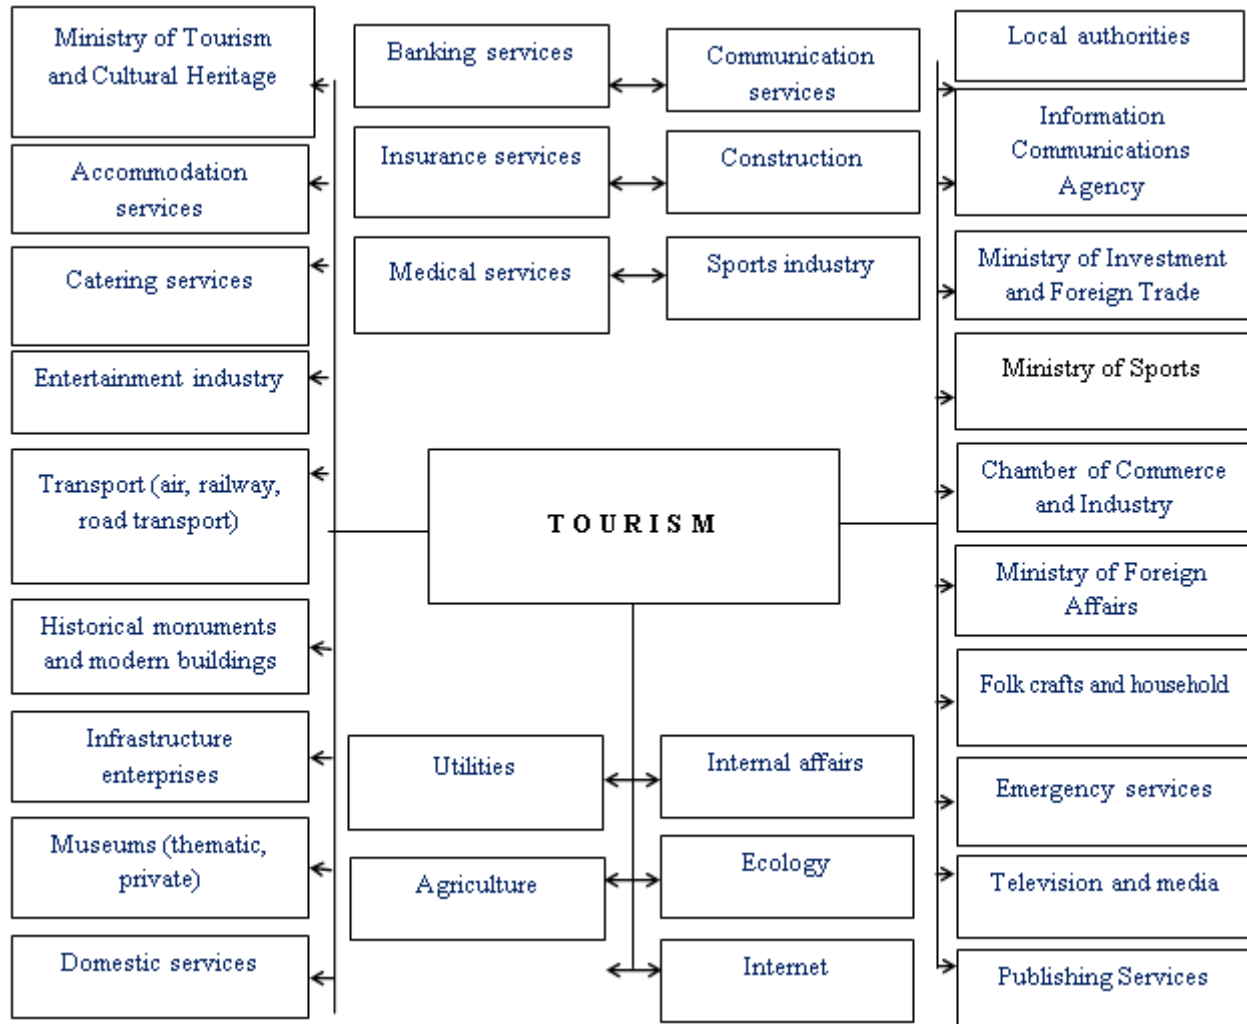 Ministry of Tourism
and Cultural Heritage
Accommodation
services
Catering services
Entertainment industry
Transport (air, railway,
road transport)
Historical monuments
and modern buildings
Infrastructure
enterprises
Museums (thematic,
private)
Domestic services
Banking services
Communication
services
Insurance services
Construction
Medical services
Sports industry
TOURISM
Utilities
Internal affairs
Agriculture
Ecology
Internet
Local authorities
Information
Communications
Agency
Ministry of Investment
and Foreign Trade
Ministry of Sports
Chamber of Commerce
and Industry
Ministry of Foreign
Affairs
Folk crafts and household
Emergency services
Television and media
Publishing Services